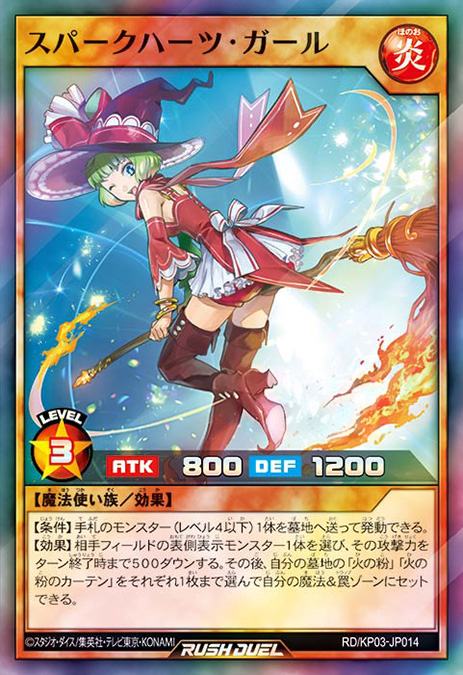 スパークハーツ・ガール
ほのお
炎
LEVEL
3
ATK 800 DEF 1200
【魔法使い族／効果】
【条件】手札のモンスター(レベル4以下)1体を墓地へ送って発動できる。
【効果】相手フィールドの表側表示モンスター1体を選び、その攻撃力を
ターン終了時まで500ダウンする。その後、自分の墓地の「火の粉」「火の
粉のカーテン」をそれぞれ1枚まで選んで自分の魔法&罠ゾーンにセット
できる。
©スタジオ・ダイス/集英社・テレビ東京・KONAMI
RUSH DUEL
RD/KP03-JP014